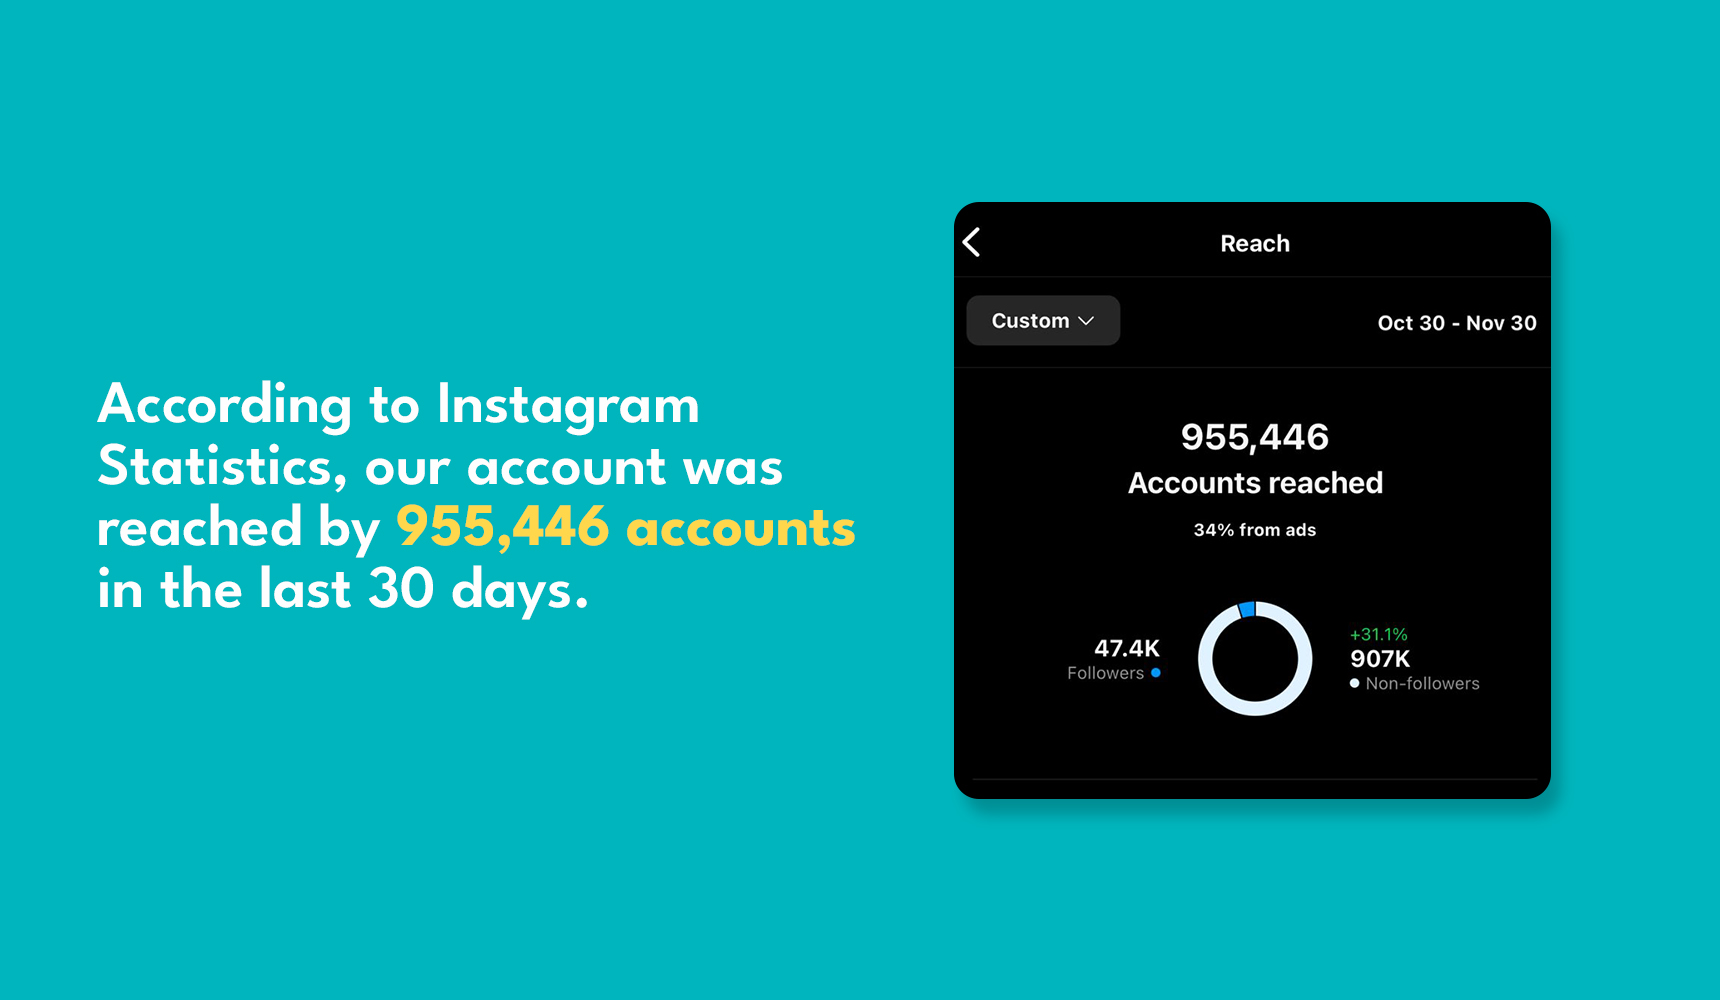 According to Instagram
Statistics, our account was
reached by 955,446 accounts
in the last 30 days.
Reach
Custom
Oct 30 - Nov 30
955,446
Accounts reached
34% from ads
47.4K
Followers
+31.1%
907K
Non-followers